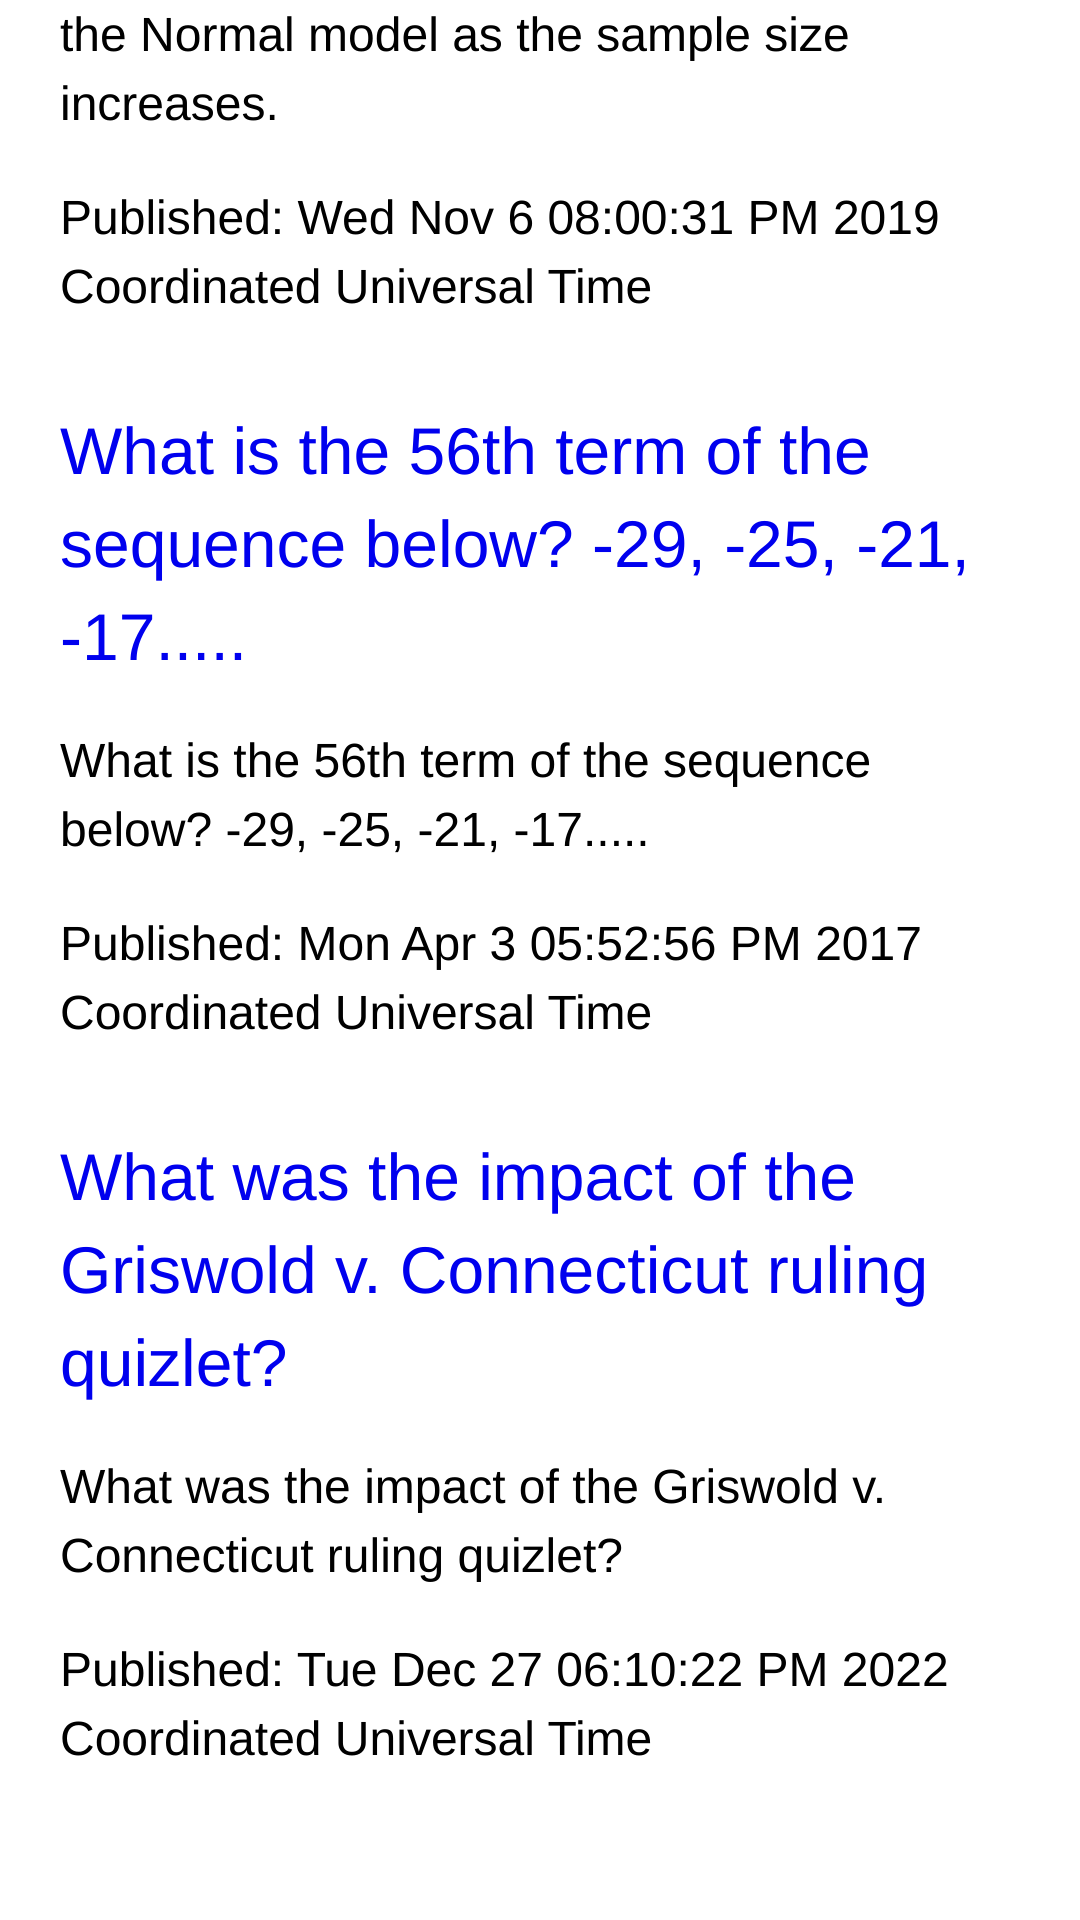 the Normal model as the sample size
increases.
Published: Wed Nov 6 08:00:31 PM 2019
Coordinated Universal Time
What is the 56th term of the
sequence below? -29, -25, -21,
-17.....
What is the 56th term of the sequence
below? -29, -25, -21, -17.....
Published: Mon Apr 3 05:52:56 PM 2017
Coordinated Universal Time
What was the impact of the
Griswold v. Connecticut ruling
quizlet?
What was the impact of the Griswold v.
Connecticut ruling quizlet?
Published: Tue Dec 27 06:10:22 PM 2022
Coordinated Universal Time